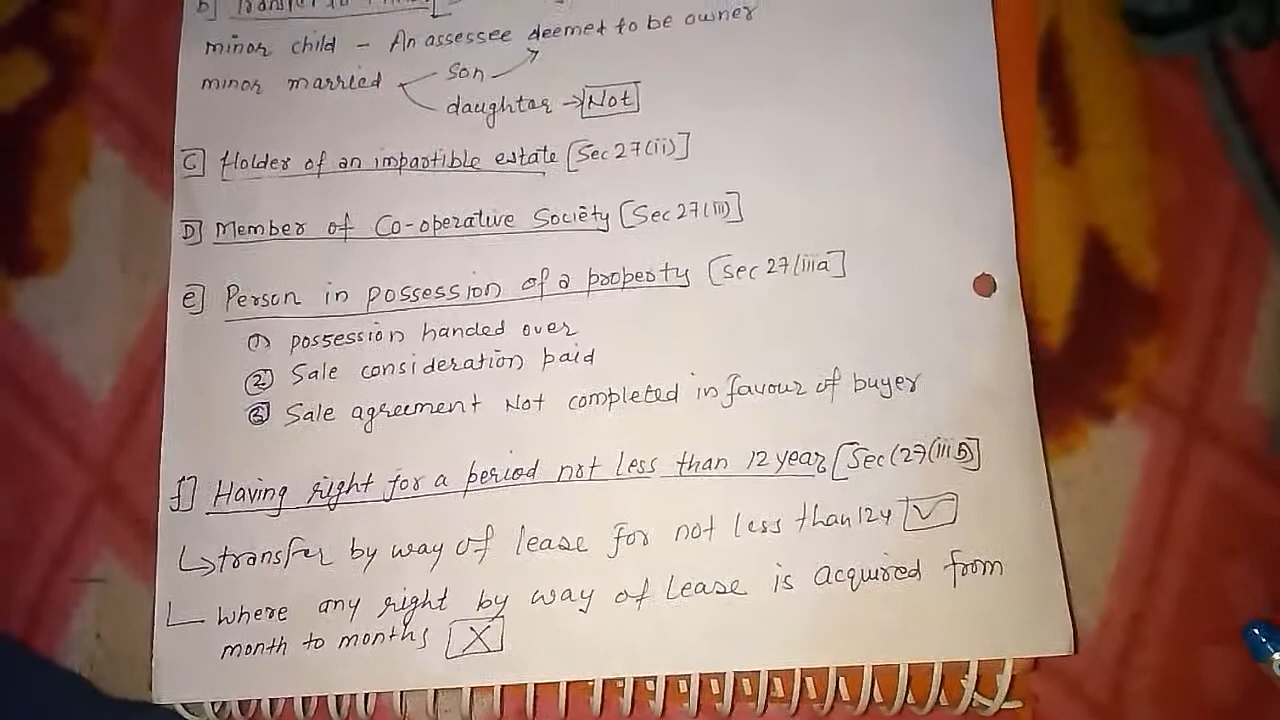 b] Transfer to
minor child – An assessee deemed to be owner
minor married son
daughter → Not
C] Holder of an impartible estate [Sec 27(ii)]
D] Member of Co-operative Society [Sec 27(iii)]
e] Person in possession of a property [Sec 27(iiia]
① possession handed over
② Sale consideration paid
③ Sale agreement Not completed in favour of buyer
f] Having right for a period not less than 12 year [Sec(27(iiib)]
↳ transfer by way of lease for not less than 12y ✓
where any right by way of lease is acquired from
month to months X